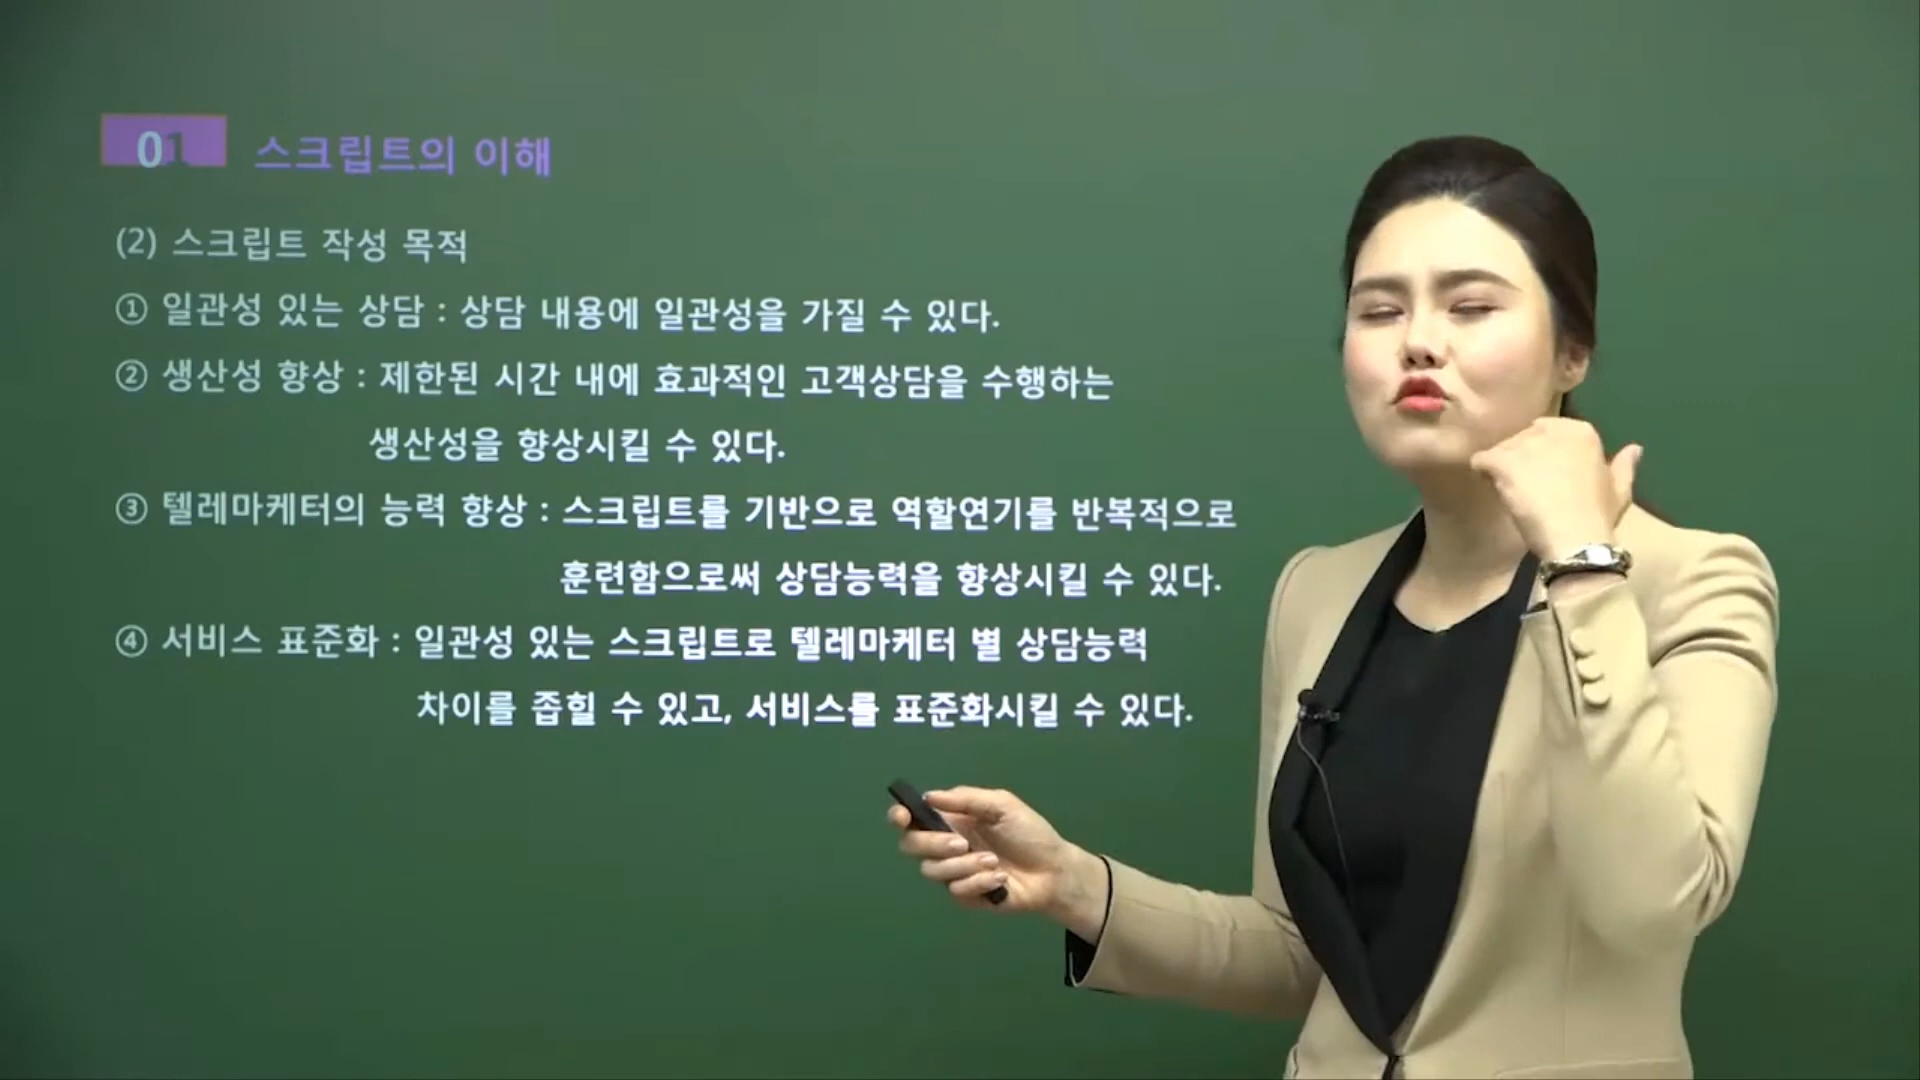 01 스크립트의 이해
(2) 스크립트 작성 목적
① 일관성 있는 상담 : 상담 내용에 일관성을 가질 수 있다.
② 생산성 향상 : 제한된 시간 내에 효과적인 고객상담을 수행하는
생산성을 향상시킬 수 있다.
③ 텔레마케터의 능력 향상 : 스크립트를 기반으로 역할연기를 반복적으로
훈련함으로써 상담능력을 향상시킬 수 있다.
④ 서비스 표준화 : 일관성 있는 스크립트로 텔레마케터 별 상담능력
차이를 좁힐 수 있고, 서비스를 표준화시킬 수 있다.